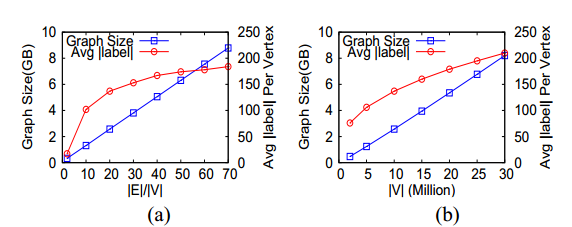 10 250
8 200
6 150
4 100
2 50
0 0
0 10 20 30 40 50 60 70
Graph Size
Avg |label|
Graph Size(GB)
Avg |label| Per Vertex
|E|/|V|
(a)
10 250
8 200
6 150
4 100
2 50
0 0
0 5 10 15 20 25 30
Graph Size
Avg |label|
Graph Size(GB)
Avg |label| Per Vertex
|V| (Million)
(b)